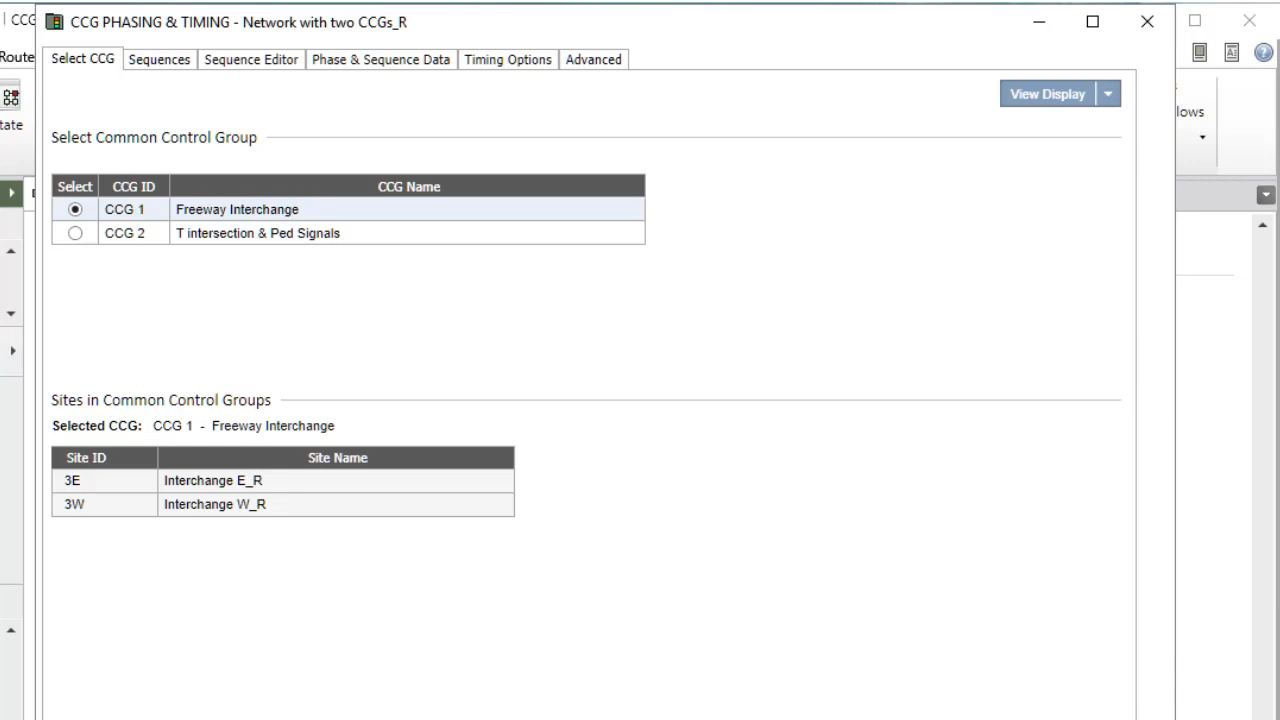 CCG
CCG PHASING & TIMING - Network with two CCGs_R
Route
Select CCG
Sequences
Sequence Editor
Phase & Sequence Data
Timing Options
Advanced
View Display
tate
lows
Select Common Control Group
Select CCG ID CCG Name
CCG 1 Freeway Interchange
CCG 2 T intersection & Ped Signals
Sites in Common Control Groups
Selected CCG: CCG 1 - Freeway Interchange
Site ID Site Name
3E Interchange E_R
3W Interchange W_R